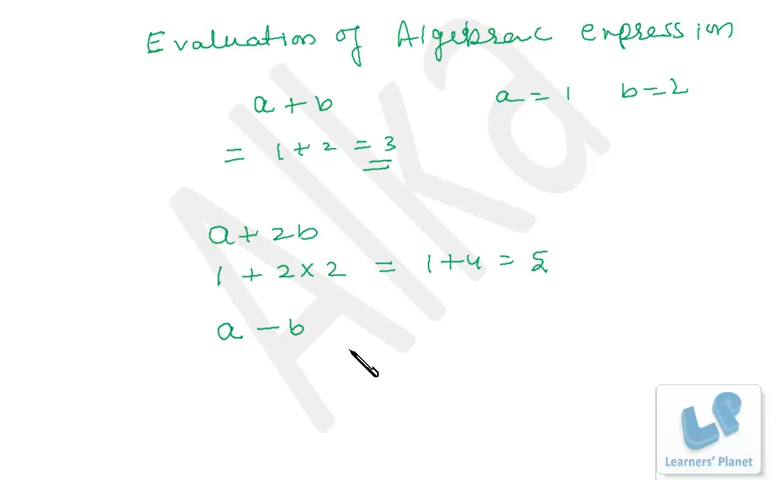 Evaluation of Algebraic expression
a + b a = 1 b = 2
= 1 + 2 = 3
a + 2b
1 + 2 × 2 = 1 + 4 = 5
a - b
Alka
LP
Learners' Planet